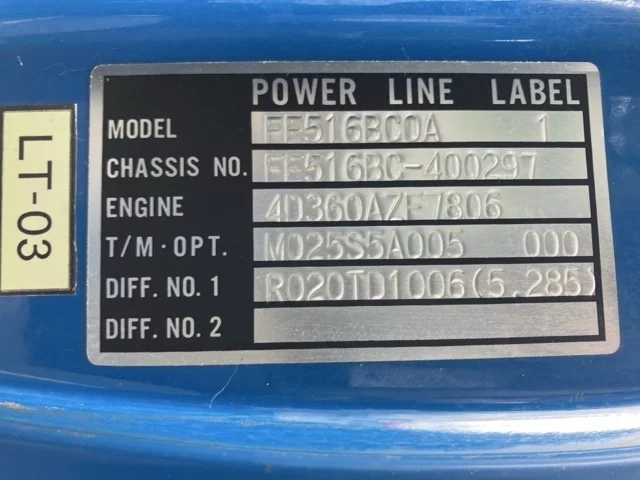 POWER LINE LABEL
MODEL FE516BC0A 1
CHASSIS NO. FE516BC-400297
ENGINE 4D360AZF7806
T/M·OPT. M025S5A005 000
DIFF. NO. 1 R020TD1006(5.285)
DIFF. NO. 2
LT-03